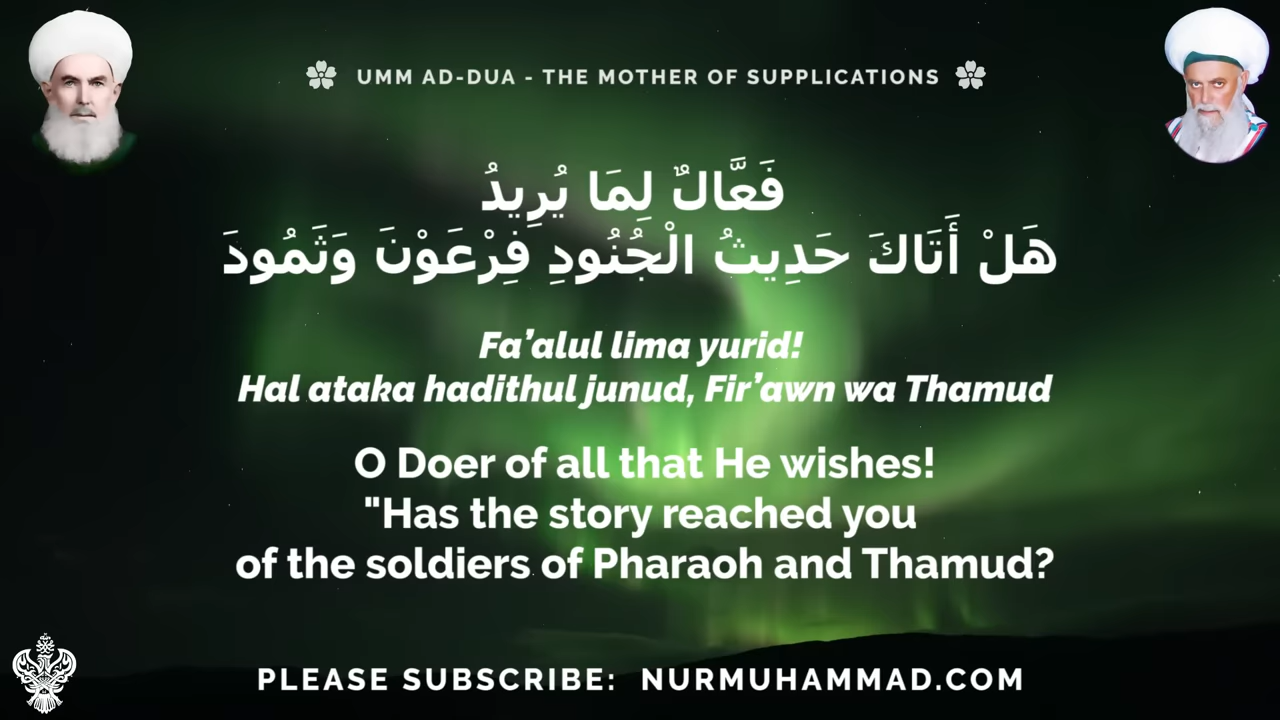 UMM AD-DUA - THE MOTHER OF SUPPLICATIONS
فَعَّالٌ لِمَا يُرِيدُ
هَلْ أَتَاكَ حَدِيثُ الْجُنُودِ فِرْعَوْنَ وَثَمُودَ
Fa’alul lima yurid!
Hal ataka hadithul junud, Fir’awn wa Thamud
O Doer of all that He wishes!
"Has the story reached you
of the soldiers of Pharaoh and Thamud?
PLEASE SUBSCRIBE: NURMUHAMMAD.COM